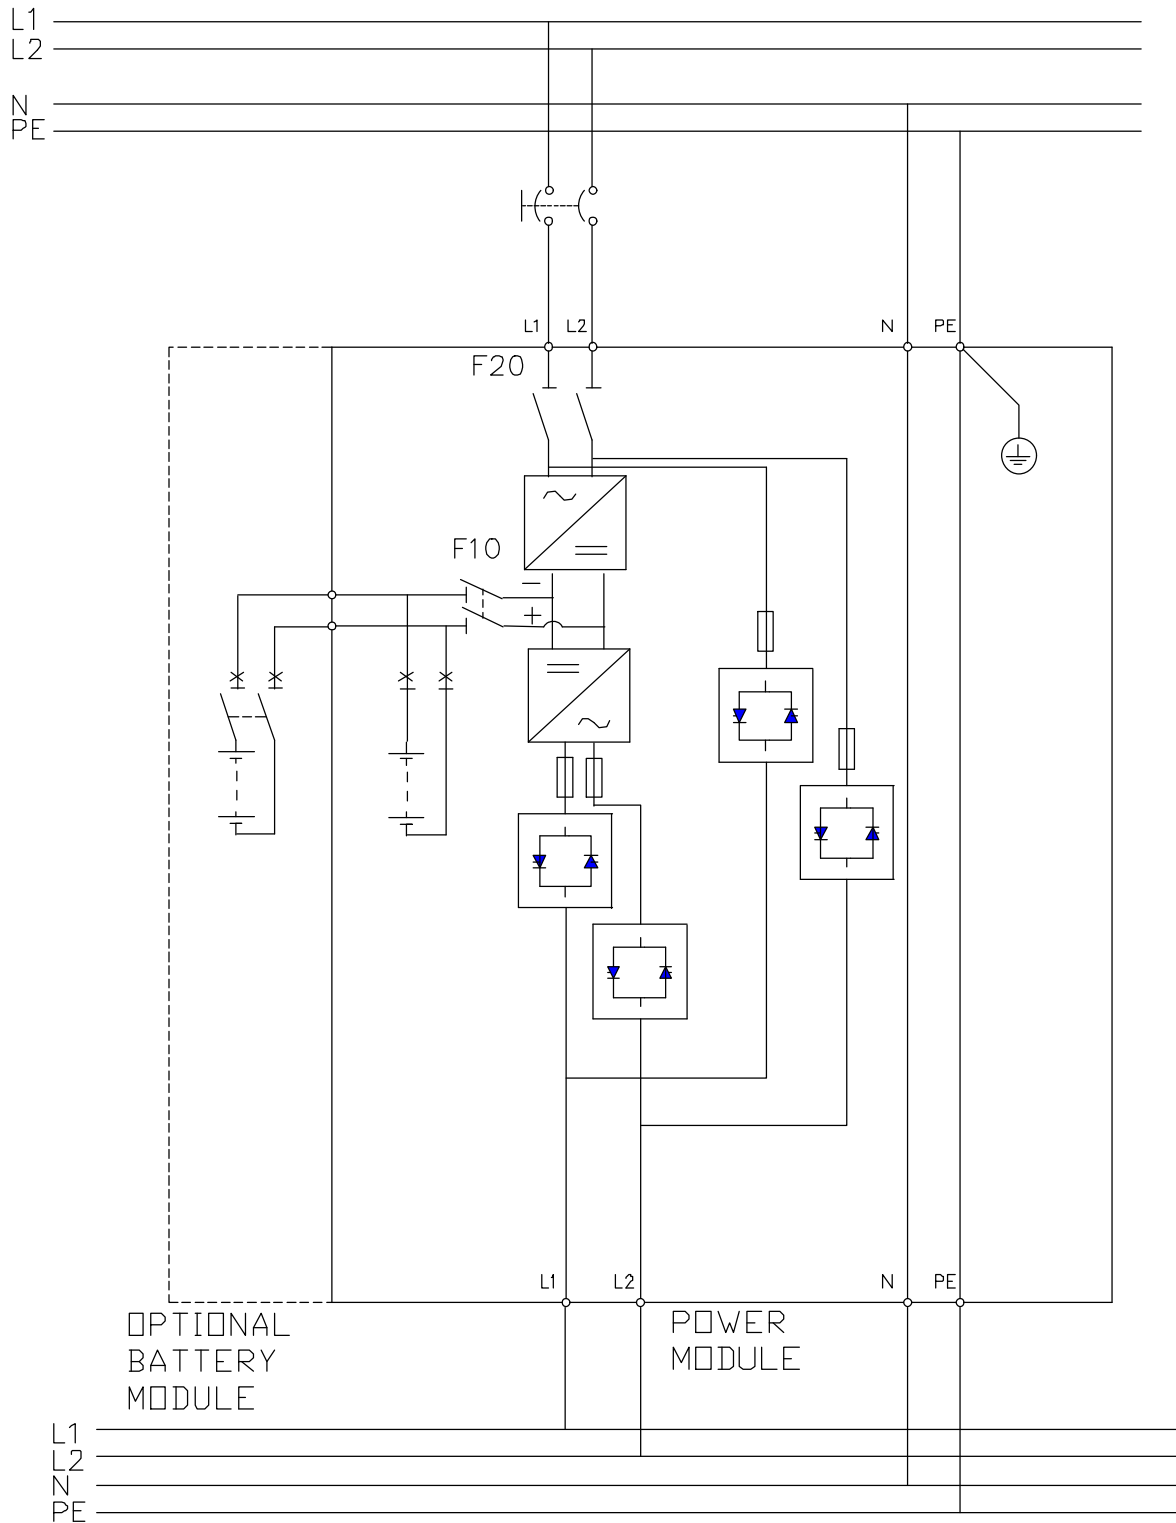 L1
L2
N
PE
L1 L2 N PE
F20
F10
−
+
L1 L2 N PE
OPTIONAL
BATTERY
MODULE
POWER
MODULE
L1
L2
N
PE